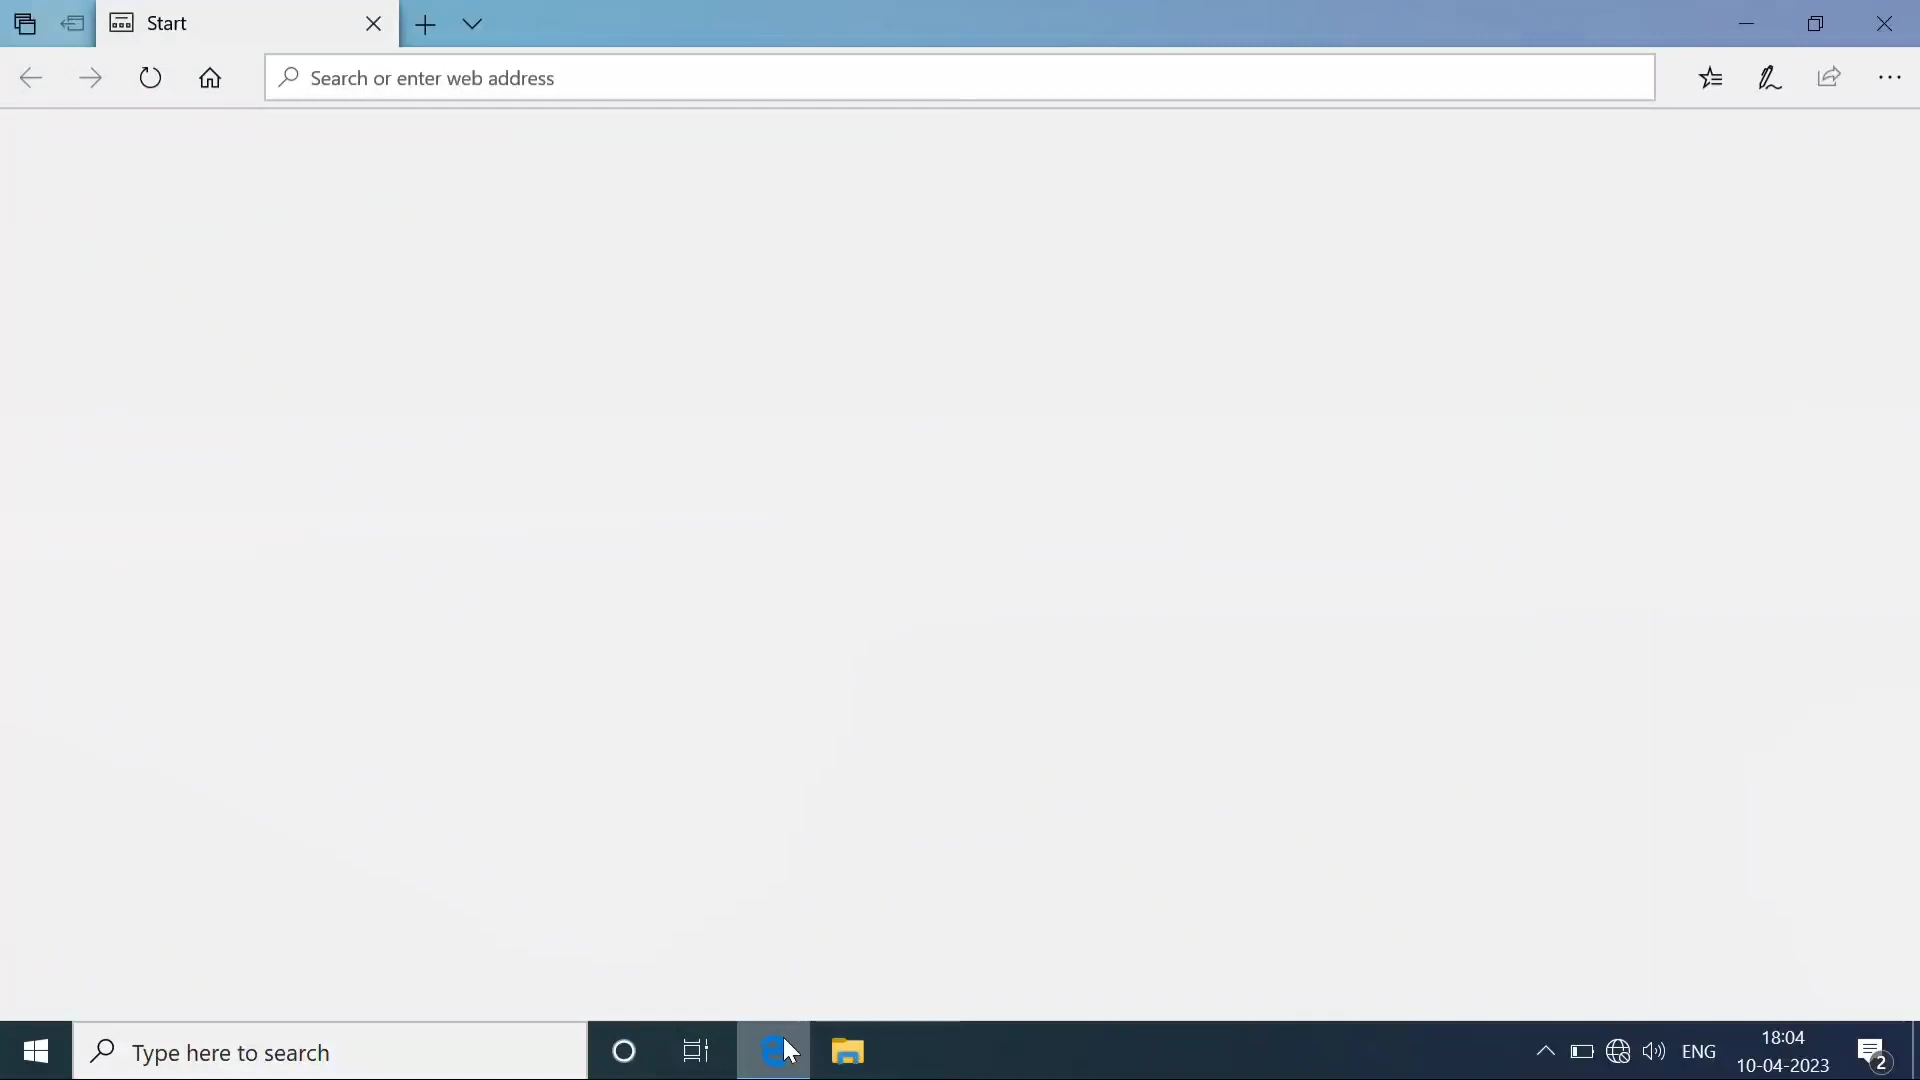 Start
Search or enter web address
Type here to search
ENG
18:04
10-04-2023
2